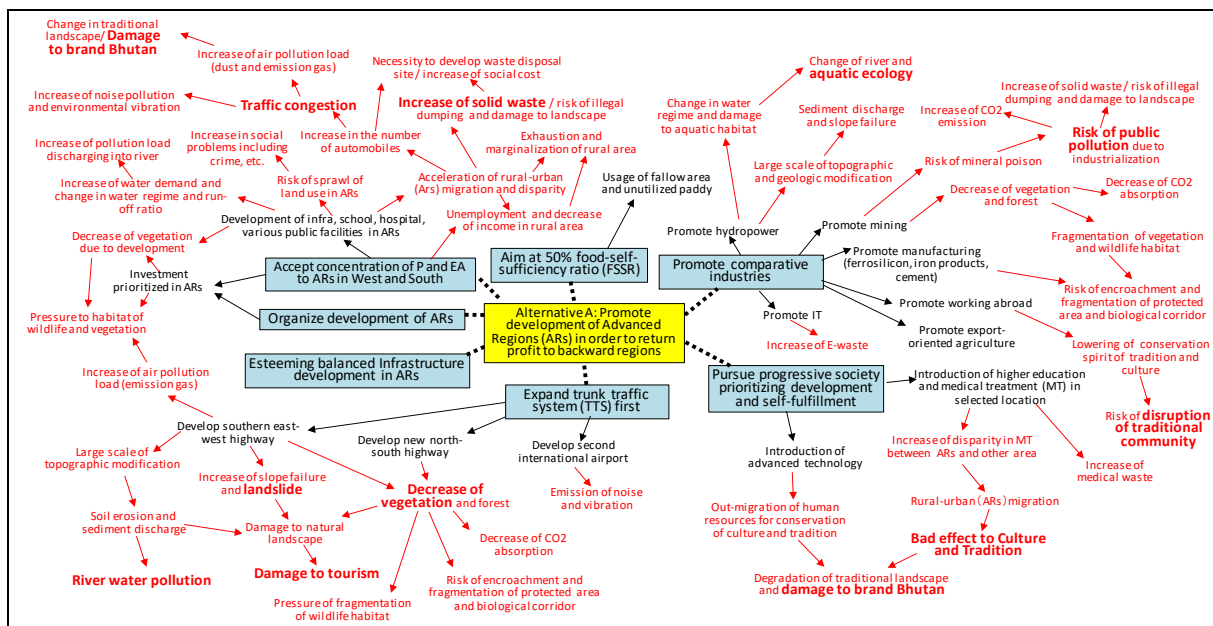 Change in traditional
landscape/ Damage
to brand Bhutan
Increase of air pollution load
(dust and emission gas)
Increase of noise pollution
and environmental vibration
Traffic congestion
Necessity to develop waste disposal
site / increase of social cost
Increase of solid waste / risk of illegal
dumping and damage to landscape
Increase in social
problems including
crime, etc.
Increase in the number
of automobiles
Exhaustion and
marginalization of rural area
Increase of pollution load
discharging into river
Increase of water demand and
change in water regime and run-
off ratio
Risk of sprawl of
land use in ARs
Acceleration of rural-urban
(Ars) migration and disparity
Unemployment and decrease
of income in rural area
Development of infra, school, hospital,
various public facilities in ARs
Decrease of vegetation
due to development
Investment
prioritized in ARs
Pressure to habitat of
wildlife and vegetation
Usage of fallow area
and unutilized paddy
Change of river and
aquatic ecology
Change in water
regime and damage
to aquatic habitat
Sediment discharge
and slope failure
Large scale of topographic
and geologic modification
Increase of CO2
emission
Increase of solid waste / risk of illegal
dumping and damage to landscape
Risk of public
pollution due to
industrialization
Risk of mineral poison
Decrease of vegetation
and forest
Decrease of CO2
absorption
Fragmentation of vegetation
and wildlife habitat
Promote hydropower
Promote mining
Promote manufacturing
(ferrosilicon, iron products,
cement)
Risk of encroachment and
fragmentation of protected
area and biological corridor
Promote working abroad
Promote export-
oriented agriculture
Promote IT
Increase of E-waste
Lowering of conservation
spirit of tradition and
culture
Risk of disruption
of traditional
community
Accept concentration of P and EA
to ARs in West and South
Aim at 50% food-self-
sufficiency ratio (FSSR)
Promote comparative
industries
Organize development of ARs
Alternative A: Promote
development of Advanced
Regions (ARs) in order to return
profit to backward regions
Esteeming balanced Infrastructure
development in ARs
Expand trunk traffic
system (TTS) first
Pursue progressive society
prioritizing development
and self-fulfillment
Introduction of higher education
and medical treatment (MT) in
selected location
Increase of air pollution
load (emission gas)
Develop southern east-
west highway
Develop new north-
south highway
Develop second
international airport
Large scale of
topographic modification
Increase of slope failure
and landslide
Decrease of
vegetation and forest
Emission of noise
and vibration
Soil erosion and
sediment discharge
Damage to natural
landscape
Decrease of CO2
absorption
River water pollution
Damage to tourism
Pressure of fragmentation
of wildlife habitat
Risk of encroachment and
fragmentation of protected
area and biological corridor
Introduction of
advanced technology
Increase of disparity in MT
between ARs and other area
Increase of
medical waste
Out-migration of human
resources for conservation
of culture and tradition
Rural-urban (ARs) migration
Bad effect to Culture
and Tradition
Degradation of traditional landscape
and damage to brand Bhutan